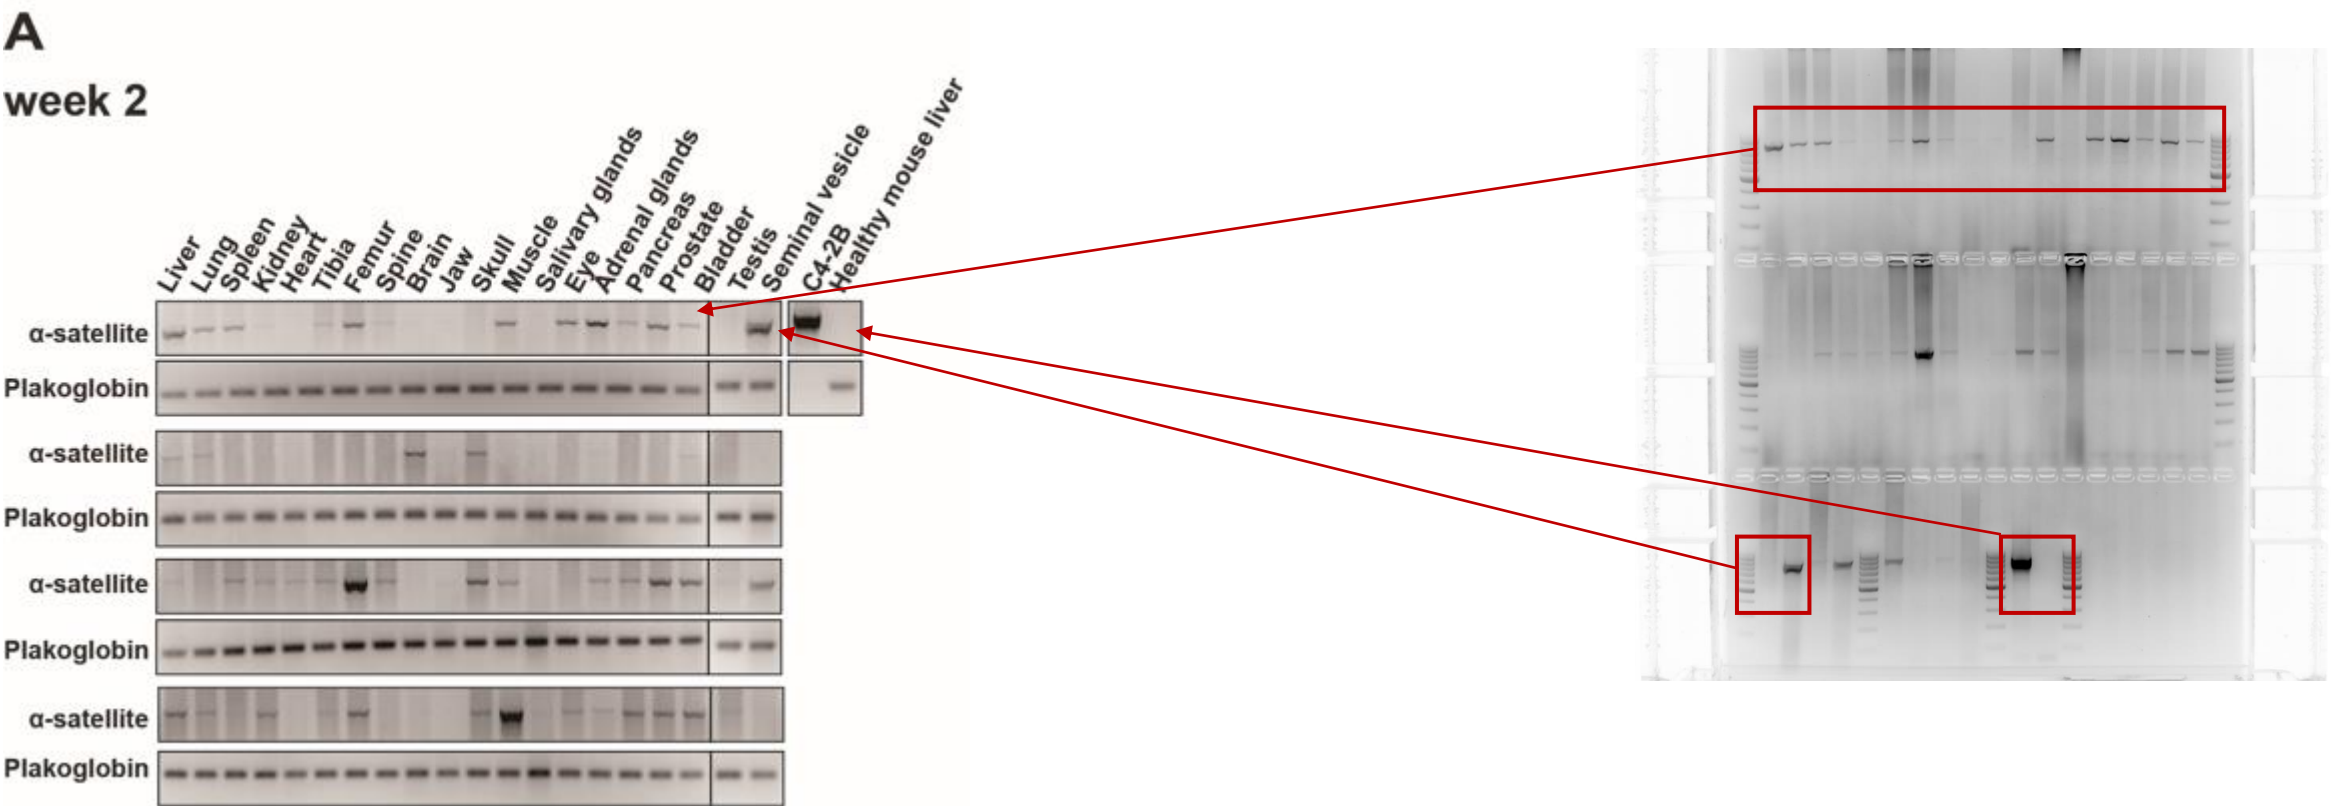 A
week 2
Liver
Lung
Spleen
Kidney
Heart
Tibia
Femur
Spine
Brain
Jaw
Skull
Muscle
Salivary glands
Eye
Adrenal glands
Pancreas
Prostate
Bladder
Testis
Seminal vesicle
C4-2B
Healthy mouse liver
α-satellite
Plakoglobin
α-satellite
Plakoglobin
α-satellite
Plakoglobin
α-satellite
Plakoglobin